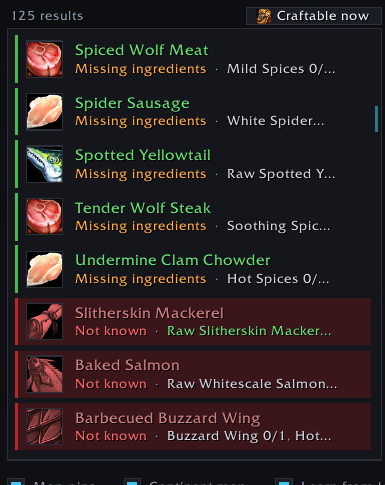 125 results
Craftable now
Spiced Wolf Meat
Missing ingredients · Mild Spices 0/...
Spider Sausage
Missing ingredients · White Spider...
Spotted Yellowtail
Missing ingredients · Raw Spotted Y...
Tender Wolf Steak
Missing ingredients · Soothing Spic...
Undermine Clam Chowder
Missing ingredients · Hot Spices 0/...
Slitherskin Mackerel
Not known · Raw Slitherskin Macker...
Baked Salmon
Not known · Raw Whitescale Salmon...
Barbecued Buzzard Wing
Not known · Buzzard Wing 0/1, Hot...